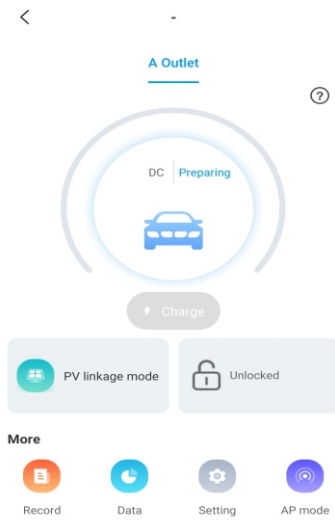 -
A Outlet
DC Preparing
Charge
PV linkage mode
Unlocked
More
Record Data Setting AP mode